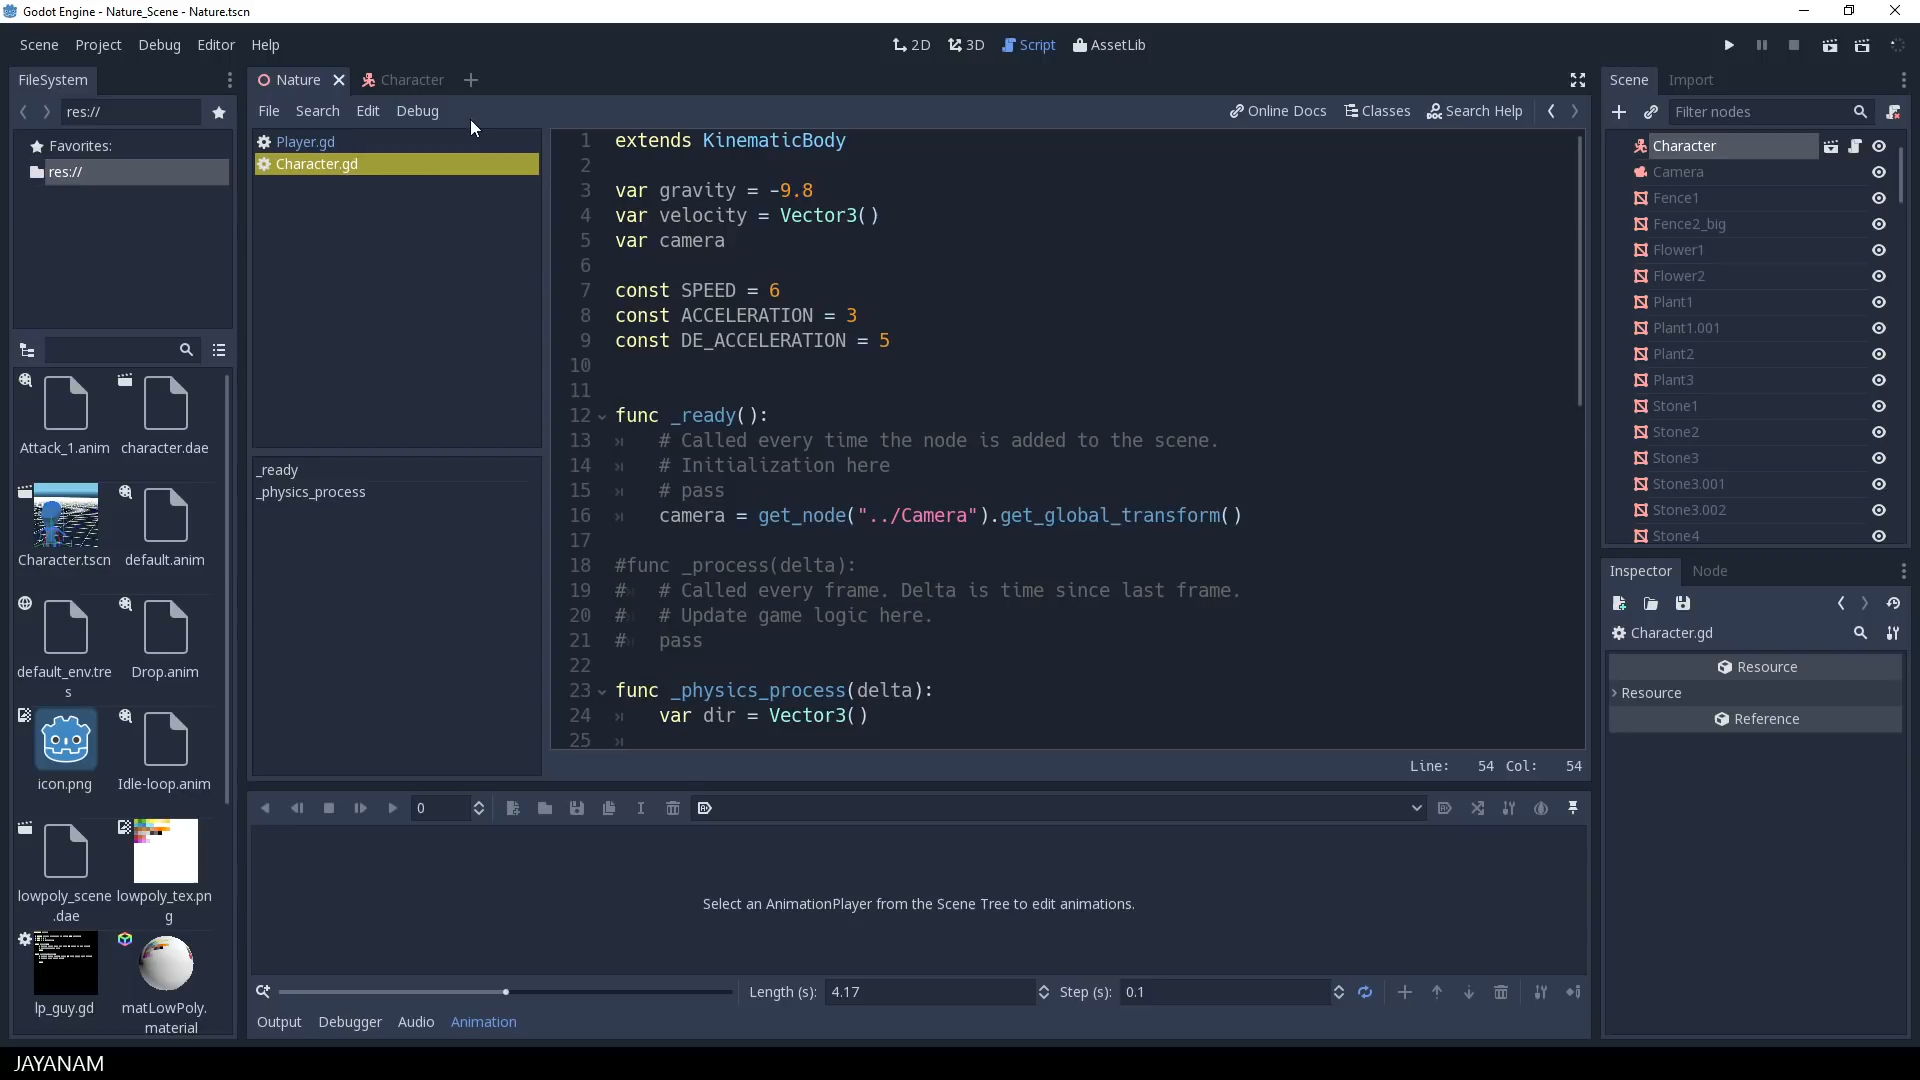 Godot Engine - Nature_Scene - Nature.tscn
Scene Project Debug Editor Help
2D 3D Script AssetLib
FileSystem
res://
Favorites:
res://
Attack_1.anim character.dae
Character.tscn default.anim
default_env.tre
s
Drop.anim
icon.png Idle-loop.anim
lowpoly_scene
.dae
lowpoly_tex.pn
g
lp_guy.gd
matLowPoly.
material
Nature Character
File Search Edit Debug
Online Docs Classes Search Help
Player.gd
Character.gd
_ready
_physics_process
1 extends KinematicBody
2
3 var gravity = -9.8
4 var velocity = Vector3()
5 var camera
6
7 const SPEED = 6
8 const ACCELERATION = 3
9 const DE_ACCELERATION = 5
10
11
12 func _ready():
13 # Called every time the node is added to the scene.
14 # Initialization here
15 # pass
16 camera = get_node("../Camera").get_global_transform()
17
18 #func _process(delta):
19 # # Called every frame. Delta is time since last frame.
20 # # Update game logic here.
21 # pass
22
23 func _physics_process(delta):
24 var dir = Vector3()
25
Line: 54 Col: 54
0
Select an AnimationPlayer from the Scene Tree to edit animations.
Length (s): 4.17 Step (s): 0.1
Output Debugger Audio Animation
Scene Import
Filter nodes
Character
Camera
Fence1
Fence2_big
Flower1
Flower2
Plant1
Plant1.001
Plant2
Plant3
Stone1
Stone2
Stone3
Stone3.001
Stone3.002
Stone4
Inspector Node
Character.gd
Resource
Resource
Reference
JAYANAM